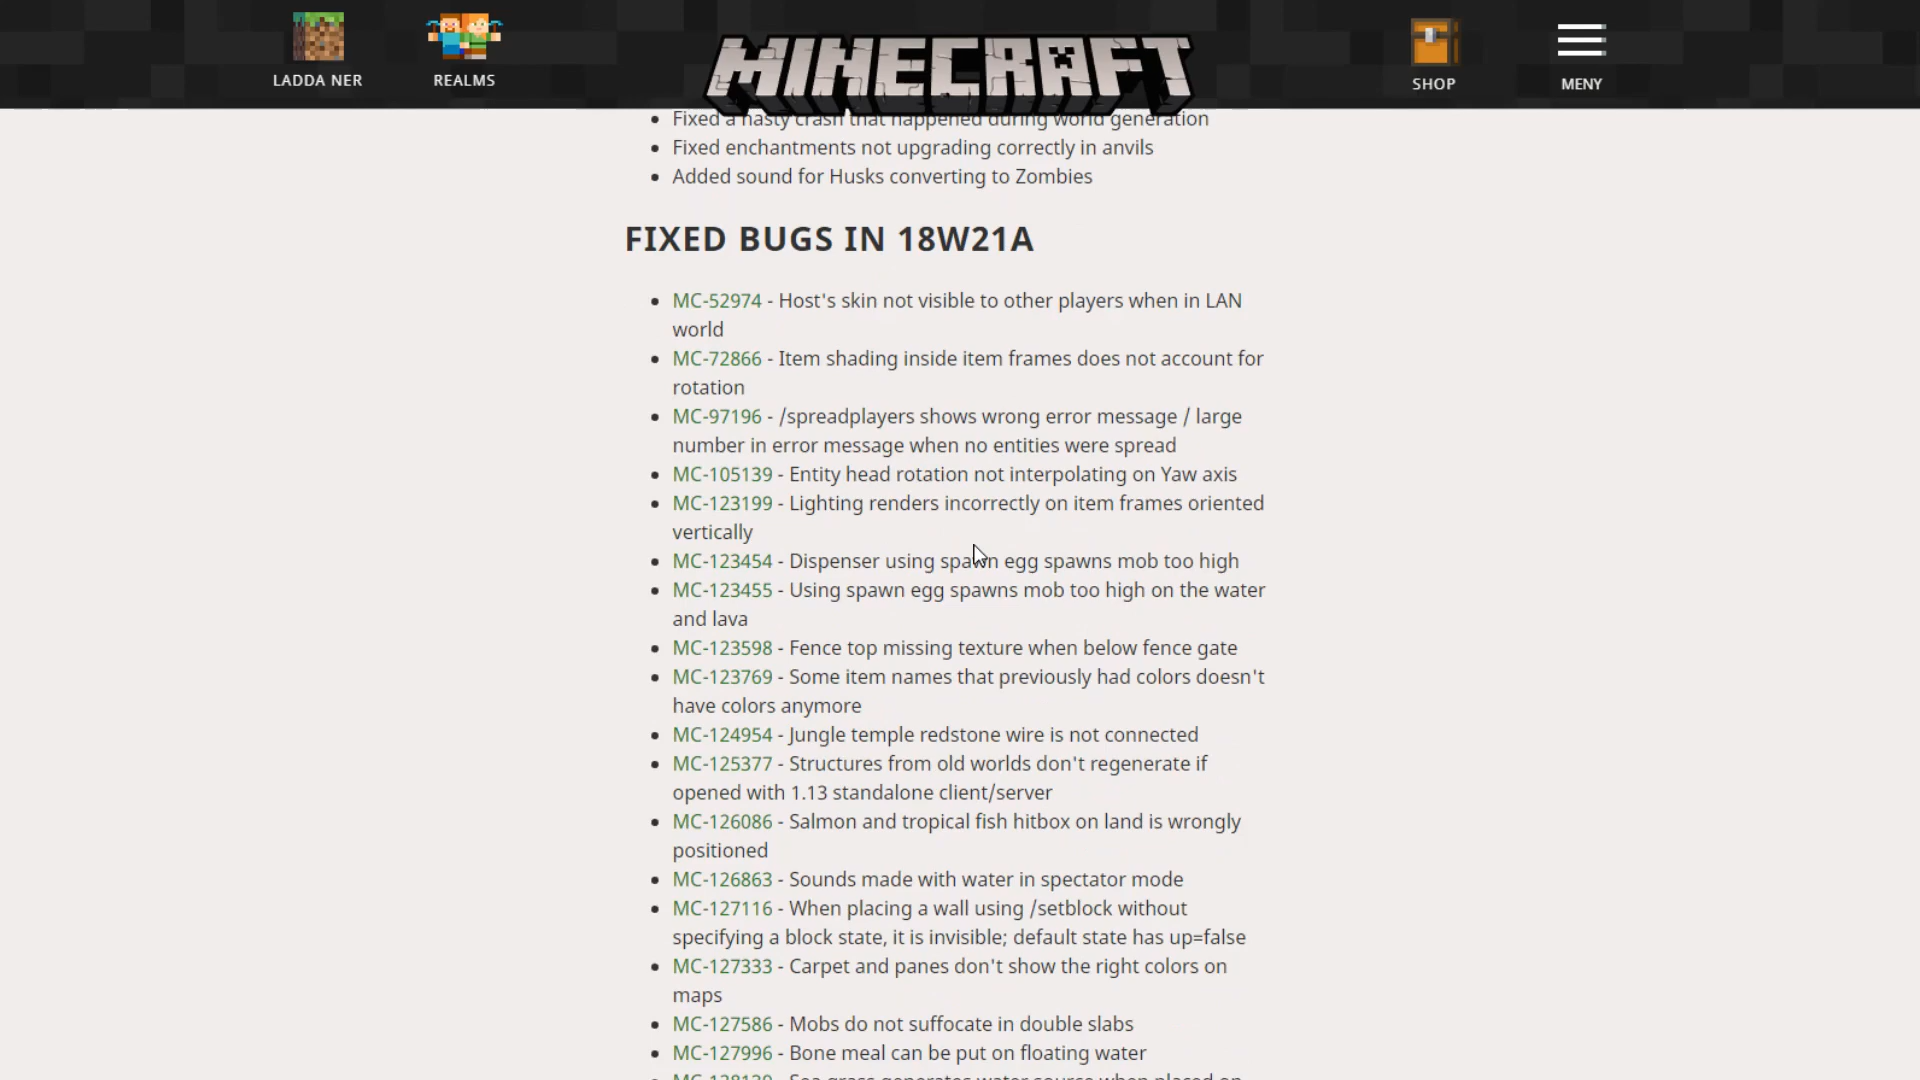 LADDA NER
REALMS
MINECRAFT
SHOP
MENY
Fixed a nasty crash that happened during world generation
Fixed enchantments not upgrading correctly in anvils
Added sound for Husks converting to Zombies
FIXED BUGS IN 18W21A
MC-52974 - Host's skin not visible to other players when in LAN
world
MC-72866 - Item shading inside item frames does not account for
rotation
MC-97196 - /spreadplayers shows wrong error message / large
number in error message when no entities were spread
MC-105139 - Entity head rotation not interpolating on Yaw axis
MC-123199 - Lighting renders incorrectly on item frames oriented
vertically
MC-123454 - Dispenser using spawn egg spawns mob too high
MC-123455 - Using spawn egg spawns mob too high on the water
and lava
MC-123598 - Fence top missing texture when below fence gate
MC-123769 - Some item names that previously had colors doesn't
have colors anymore
MC-124954 - Jungle temple redstone wire is not connected
MC-125377 - Structures from old worlds don't regenerate if
opened with 1.13 standalone client/server
MC-126086 - Salmon and tropical fish hitbox on land is wrongly
positioned
MC-126863 - Sounds made with water in spectator mode
MC-127116 - When placing a wall using /setblock without
specifying a block state, it is invisible; default state has up=false
MC-127333 - Carpet and panes don't show the right colors on
maps
MC-127586 - Mobs do not suffocate in double slabs
MC-127996 - Bone meal can be put on floating water
Sea grass generates water source when placed on